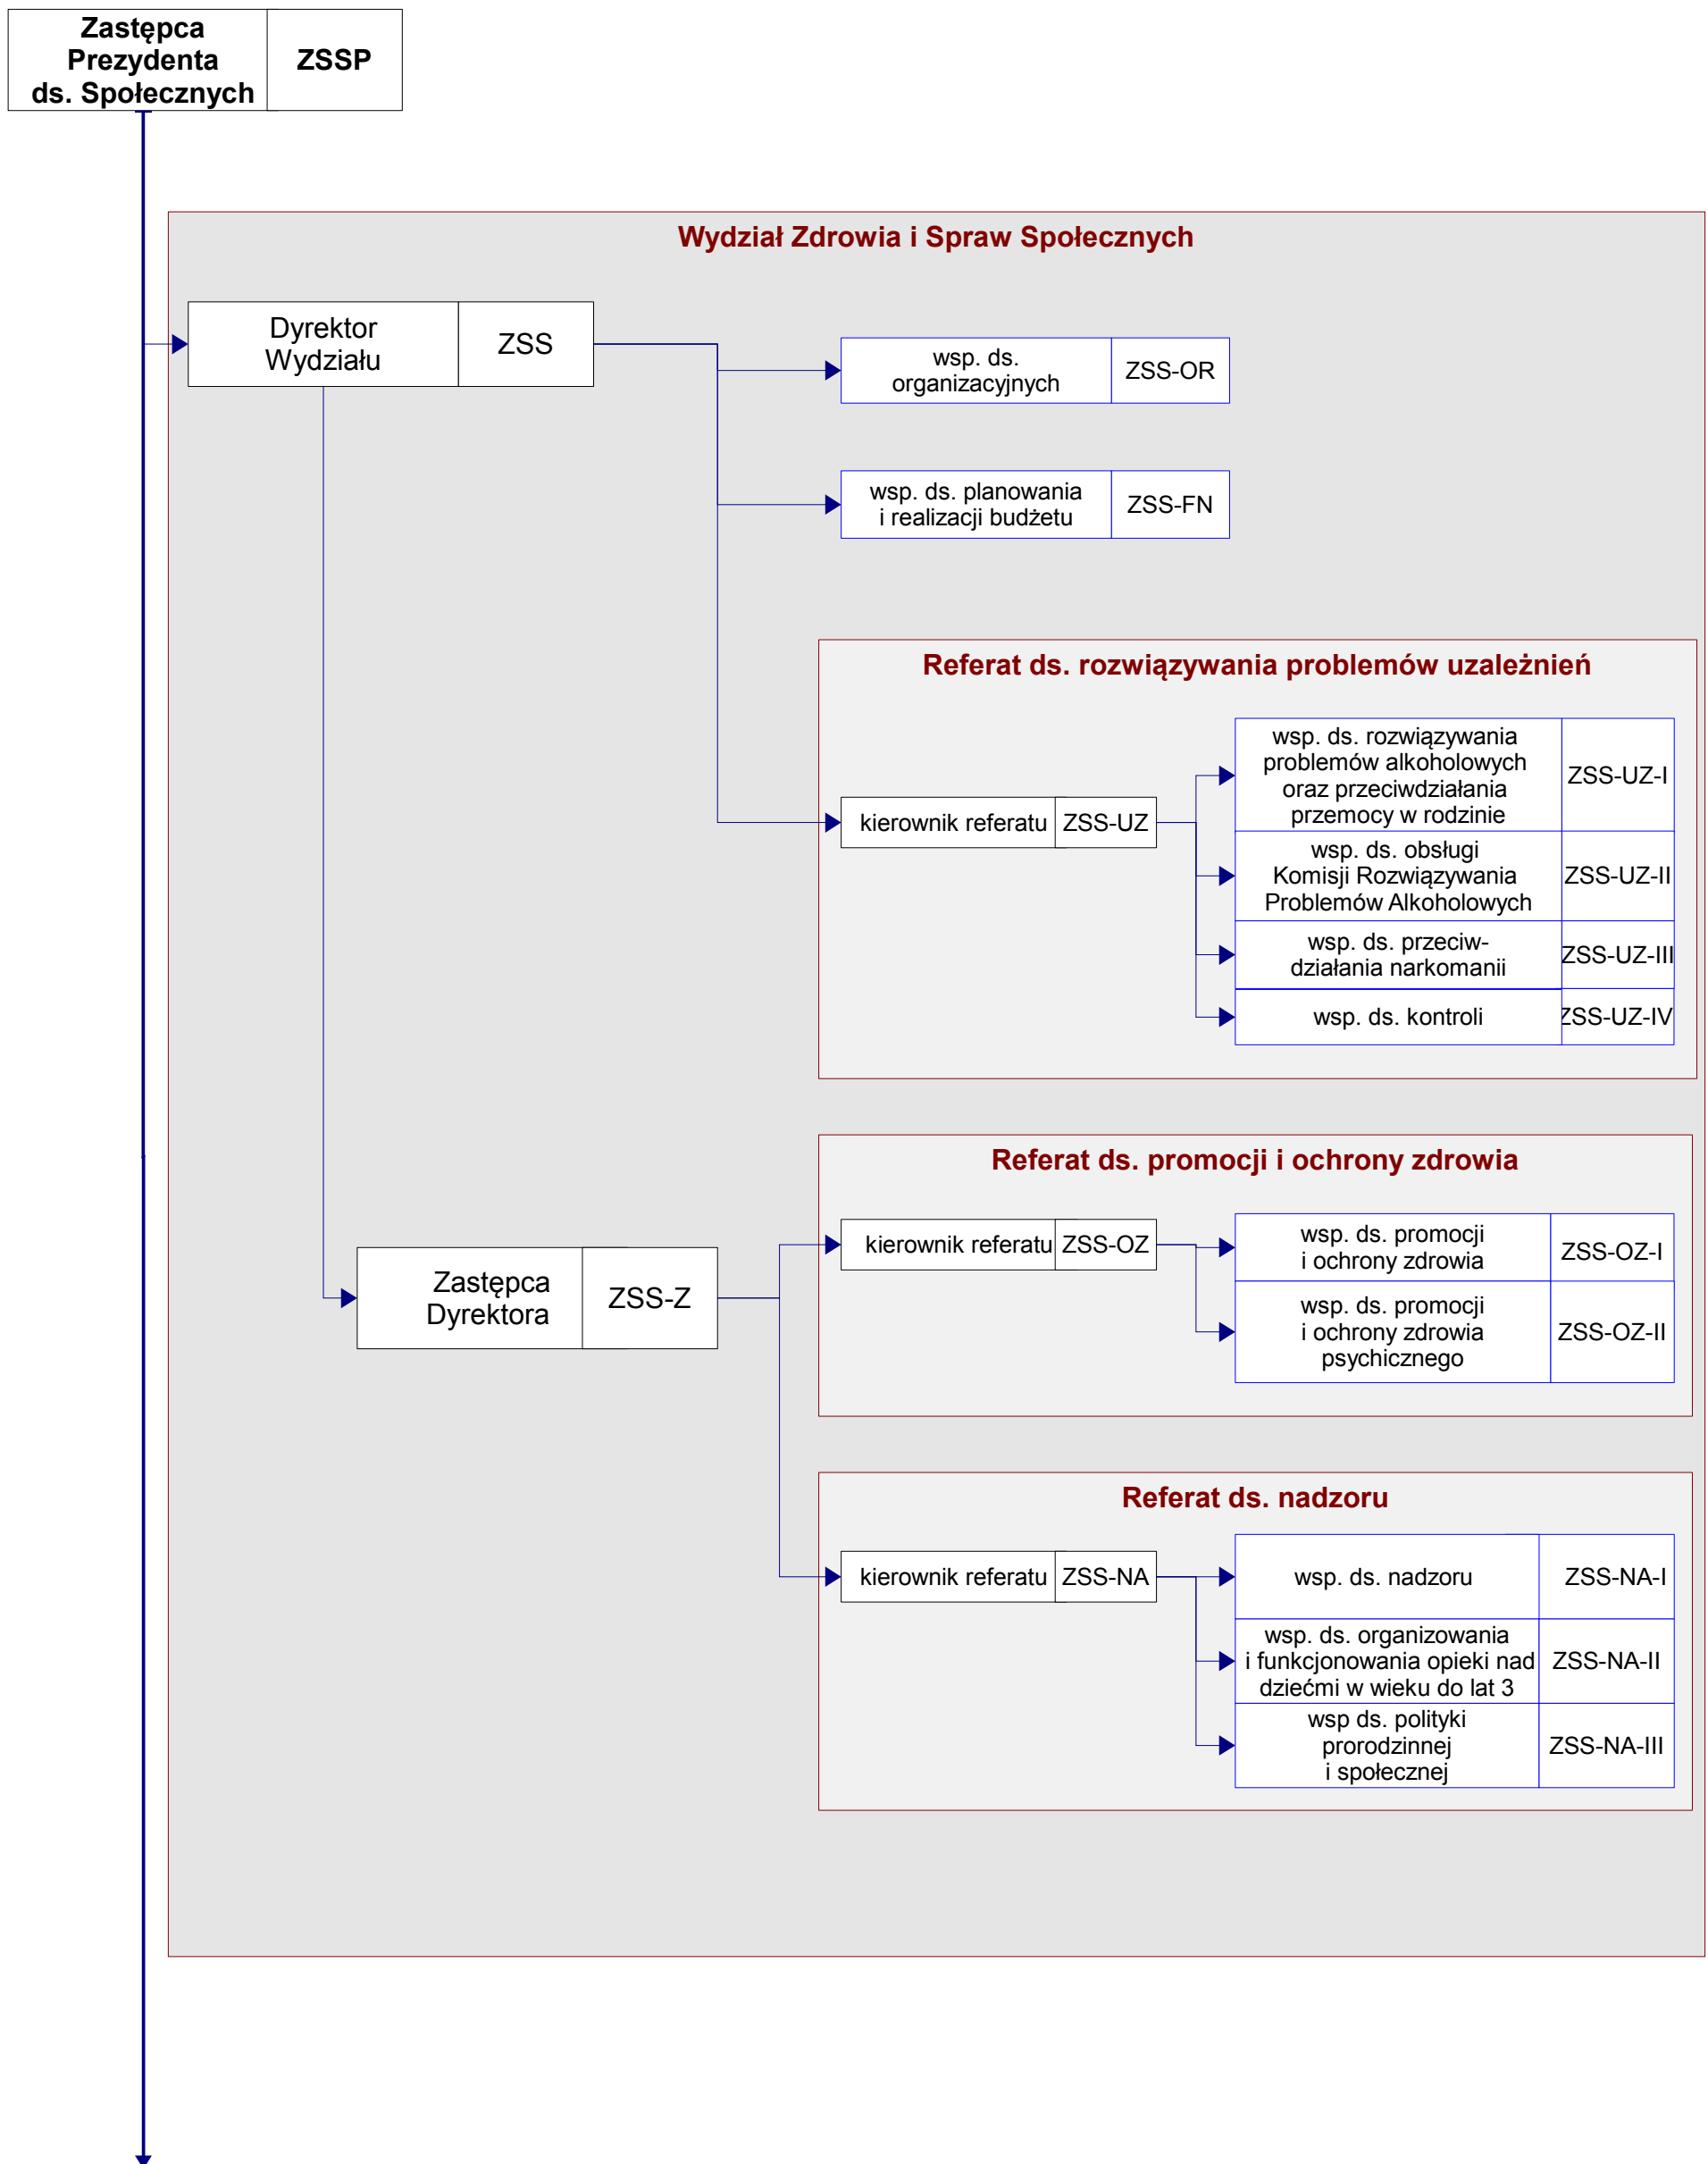 Zastępca
Prezydenta
ds. Społecznych
ZSSP
Wydział Zdrowia i Spraw Społecznych
Dyrektor
Wydziału
ZSS
wsp. ds.
organizacyjnych
ZSS-OR
wsp. ds. planowania
i realizacji budżetu
ZSS-FN
Referat ds. rozwiązywania problemów uzależnień
kierownik referatu
ZSS-UZ
wsp. ds. rozwiązywania
problemów alkoholowych
oraz przeciwdziałania
przemocy w rodzinie
ZSS-UZ-I
wsp. ds. obsługi
Komisji Rozwiązywania
Problemów Alkoholowych
ZSS-UZ-II
wsp. ds. przeciw-
działania narkomanii
ZSS-UZ-III
wsp. ds. kontroli
ZSS-UZ-IV
Referat ds. promocji i ochrony zdrowia
Zastępca
Dyrektora
ZSS-Z
kierownik referatu
ZSS-OZ
wsp. ds. promocji
i ochrony zdrowia
ZSS-OZ-I
wsp. ds. promocji
i ochrony zdrowia
psychicznego
ZSS-OZ-II
Referat ds. nadzoru
kierownik referatu
ZSS-NA
wsp. ds. nadzoru
ZSS-NA-I
wsp. ds. organizowania
i funkcjonowania opieki nad
dziećmi w wieku do lat 3
ZSS-NA-II
wsp ds. polityki
prorodzinnej
i społecznej
ZSS-NA-III